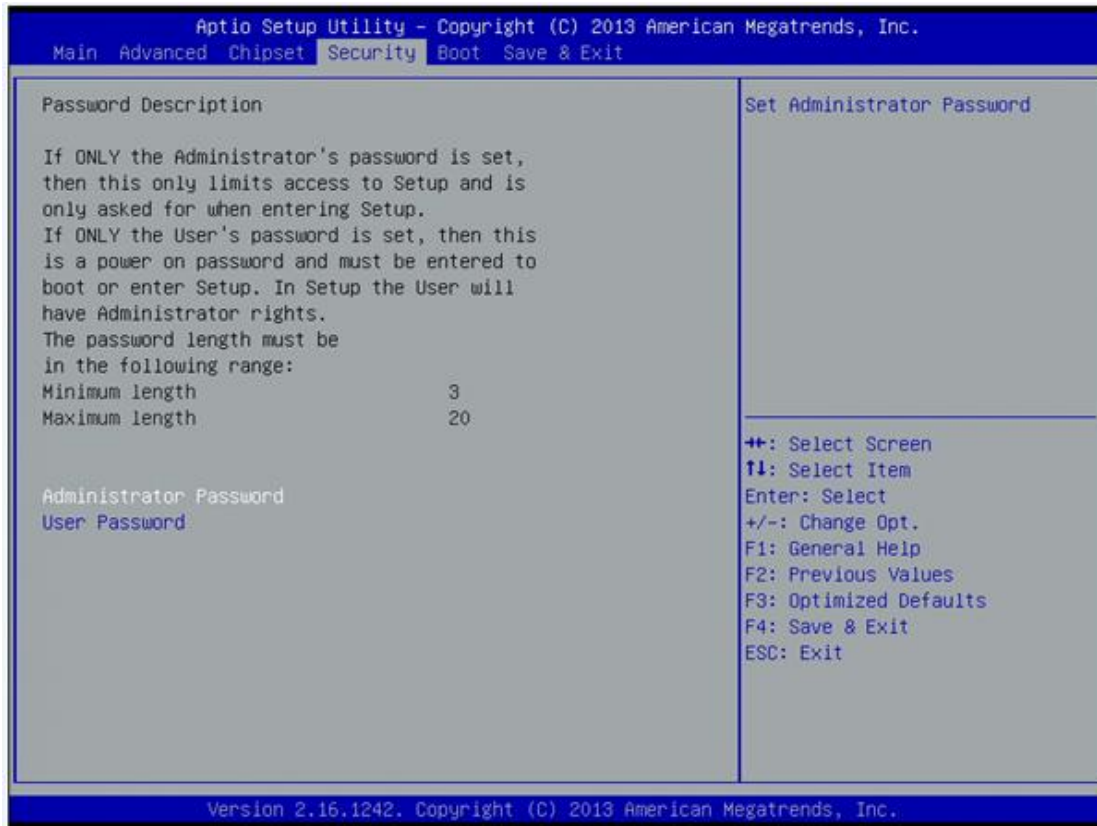 Aptio Setup Utility – Copyright (C) 2013 American Megatrends, Inc.
Main Advanced Chipset Security Boot Save & Exit
Password Description
If ONLY the Administrator's password is set,
then this only limits access to Setup and is
only asked for when entering Setup.
If ONLY the User's password is set, then this
is a power on password and must be entered to
boot or enter Setup. In Setup the User will
have Administrator rights.
The password length must be
in the following range:
Minimum length 3
Maximum length 20
Administrator Password
User Password
Set Administrator Password
→←: Select Screen
↑↓: Select Item
Enter: Select
+/-: Change Opt.
F1: General Help
F2: Previous Values
F3: Optimized Defaults
F4: Save & Exit
ESC: Exit
Version 2.16.1242. Copyright (C) 2013 American Megatrends, Inc.